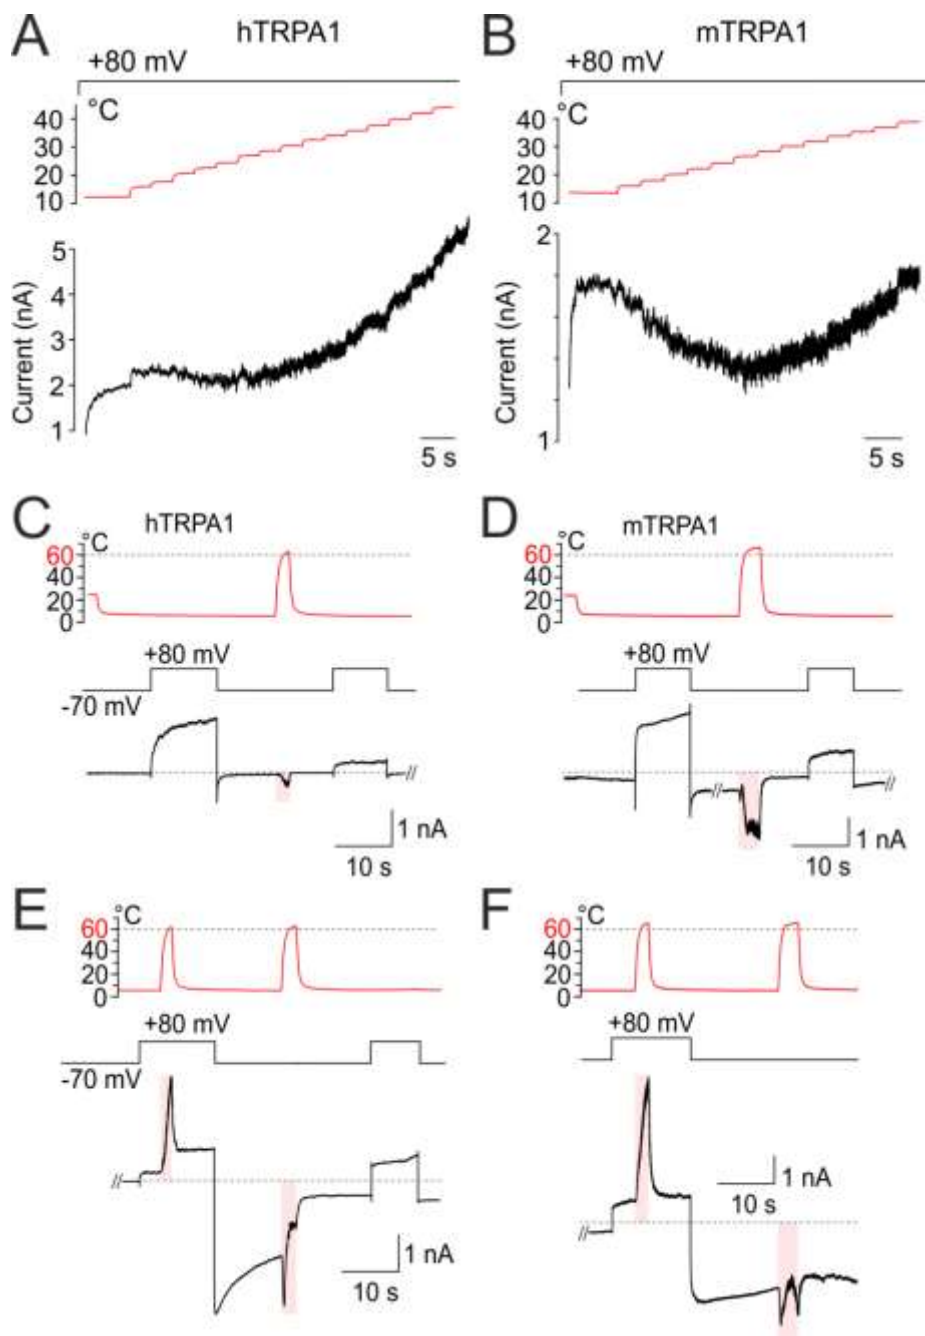 A hTRPA1
+80 mV
°C
40
30
20
10
5
4
3
2
1
Current (nA)
5 s
B mTRPA1
+80 mV
°C
40
30
20
10
2
1
Current (nA)
5 s
C hTRPA1
°C
60
40
20
0
+80 mV
-70 mV
//
1 nA
10 s
D mTRPA1
°C
60
40
20
0
+80 mV
//
//
1 nA
10 s
E
°C
60
40
20
0
+80 mV
-70 mV
//
1 nA
10 s
F
°C
60
40
20
0
+80 mV
//
1 nA
10 s